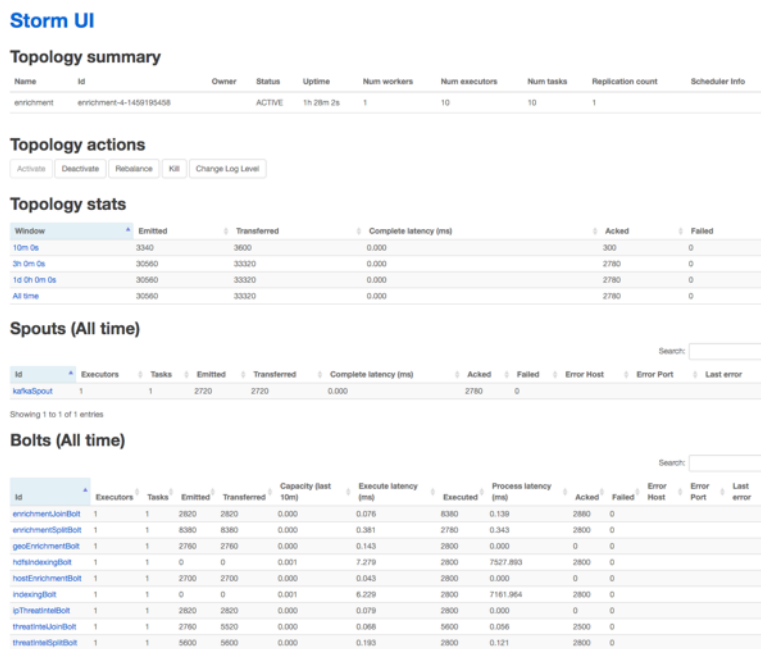 Storm UI
Topology summary
Name Id Owner Status Uptime Num workers Num executors Num tasks Replication count Scheduler Info
enrichment enrichment-4-1459195458 ACTIVE 1h 28m 2s 1 10 10 1
Topology actions
Activate Deactivate Rebalance Kill Change Log Level
Topology stats
Window Emitted Transferred Complete latency (ms) Acked Failed
10m 0s 3340 3600 0.000 300 0
3h 0m 0s 30560 33320 0.000 2780 0
1d 0h 0m 0s 30560 33320 0.000 2780 0
All time 30560 33320 0.000 2780 0
Spouts (All time)
Search:
Id Executors Tasks Emitted Transferred Complete latency (ms) Acked Failed Error Host Error Port Last error
kafkaSpout 1 1 2720 2720 0.000 2780 0
Showing 1 to 1 of 1 entries
Bolts (All time)
Search:
Id Executors Tasks Emitted Transferred Capacity (last 10m) Execute latency (ms) Executed Process latency (ms) Acked Failed Error Host Error Port Last error
enrichmentJoinBolt 1 1 2820 2820 0.000 0.076 8380 0.139 2880 0
enrichmentSplitBolt 1 1 8380 8380 0.000 0.381 2780 0.343 2800 0
geoEnrichmentBolt 1 1 2760 2760 0.000 0.143 2800 0.000 0 0
hdfsIndexingBolt 1 1 0 0 0.001 7.279 2800 7527.893 2800 0
hostEnrichmentBolt 1 1 2700 2700 0.000 0.043 2800 0.000 0 0
indexingBolt 1 1 0 0 0.001 6.229 2800 7161.964 2800 0
ipThreatIntelBolt 1 1 2820 2820 0.000 0.079 2800 0.000 0 0
threatIntelJoinBolt 1 1 2760 5520 0.000 0.068 5600 0.056 2500 0
threatIntelSplitBolt 1 1 5600 5600 0.000 0.193 2800 0.121 2800 0